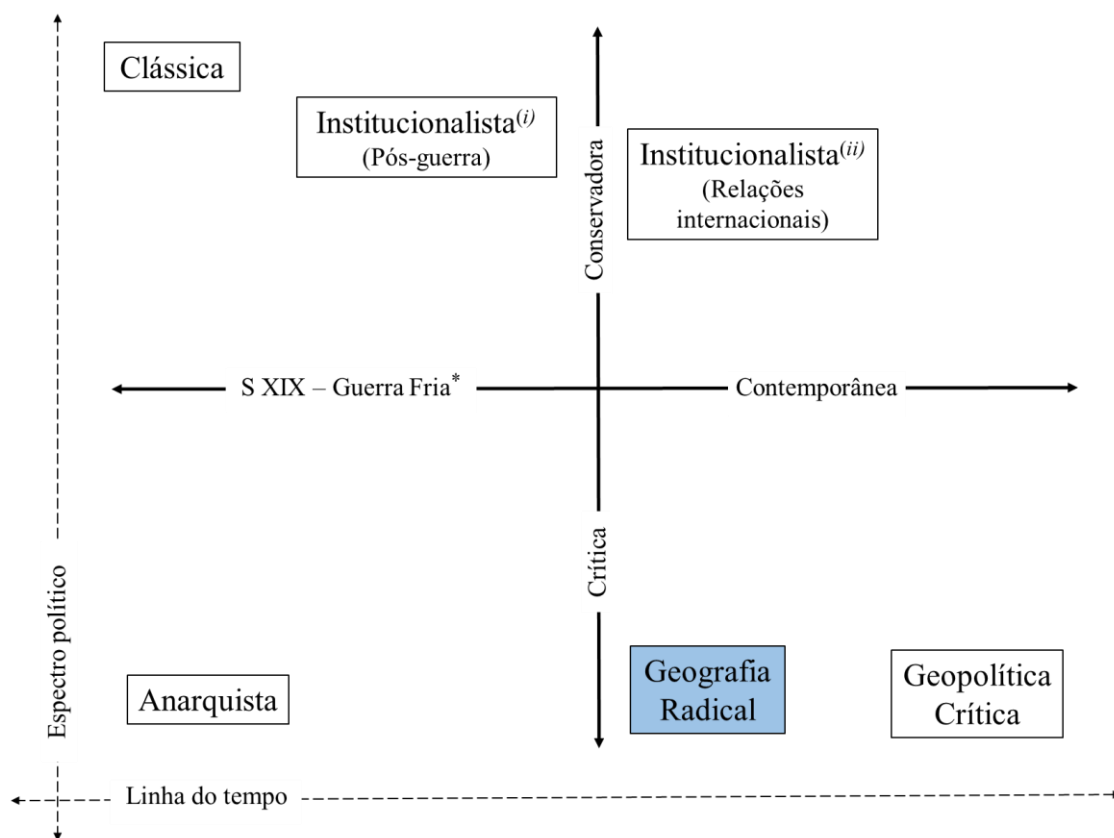 Clássica
Institucionalista(i)
(Pós-guerra)
Institucionalista(ii)
(Relações
internacionais)
Conservadora
S XIX – Guerra Fria*
Contemporânea
Crítica
Espectro político
Anarquista
Geografia
Radical
Geopolítica
Crítica
Linha do tempo